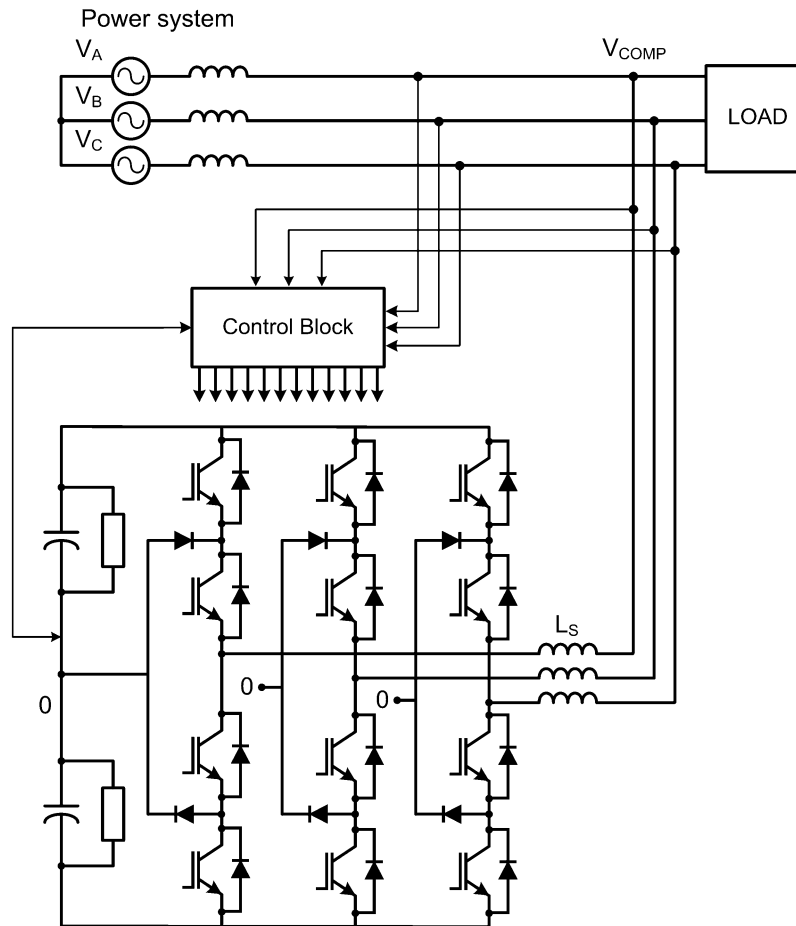 Power system
V_A
V_COMP
V_B
LOAD
V_C
Control Block
L_S
0
0
0